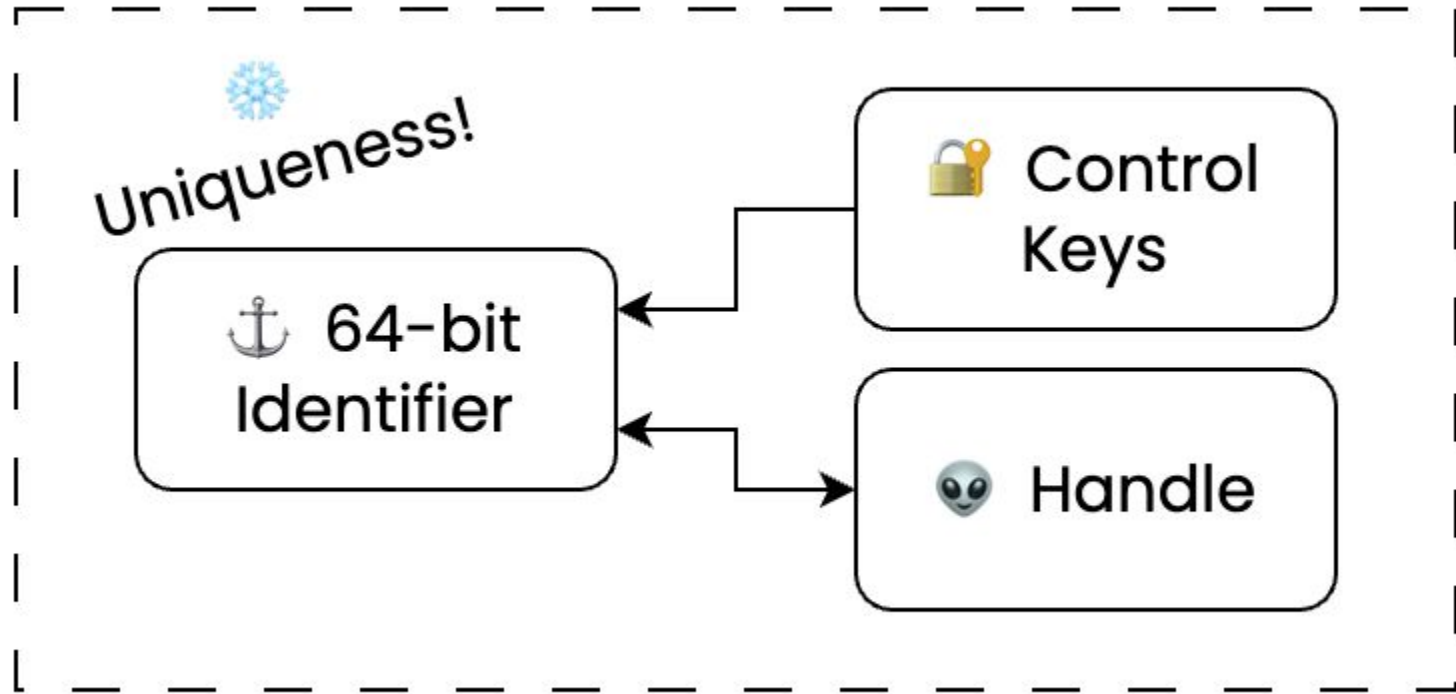 ❄️
Uniqueness!
⚓ 64-bit
Identifier
🔐 Control
Keys
👽 Handle